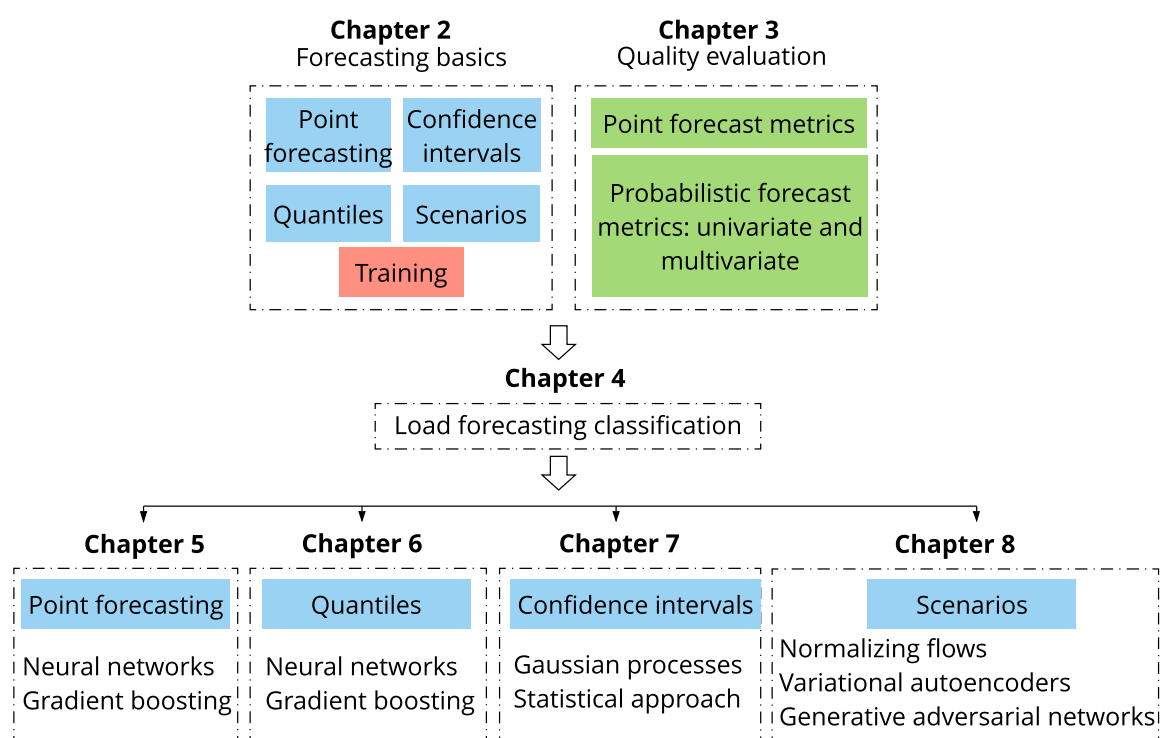 Chapter 2
Forecasting basics
Point
forecasting
Confidence
intervals
Quantiles
Scenarios
Training
Chapter 3
Quality evaluation
Point forecast metrics
Probabilistic forecast
metrics: univariate and
multivariate
Chapter 4
Load forecasting classification
Chapter 5
Point forecasting
Neural networks
Gradient boosting
Chapter 6
Quantiles
Neural networks
Gradient boosting
Chapter 7
Confidence intervals
Gaussian processes
Statistical approach
Chapter 8
Scenarios
Normalizing flows
Variational autoencoders
Generative adversarial networks